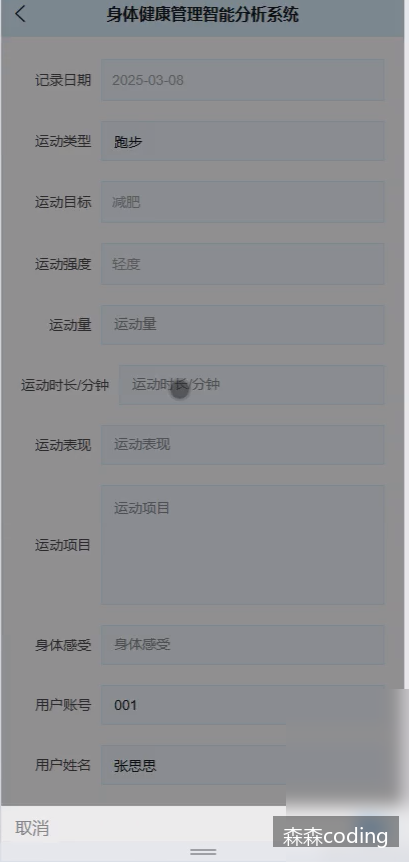 身体健康管理智能分析系统
记录日期 2025-03-08
运动类型 跑步
运动目标 减肥
运动强度 轻度
运动量 运动量
运动时长/分钟 运动时长/分钟
运动表现 运动表现
运动项目 运动项目
身体感受 身体感受
用户账号 001
用户姓名 张思思
取消
森森coding